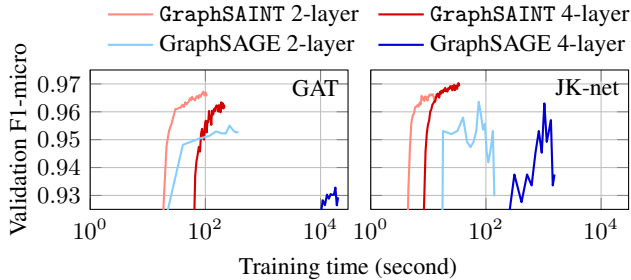 GraphSAINT 2-layer GraphSAINT 4-layer
GraphSAGE 2-layer GraphSAGE 4-layer
Validation F1-micro
0.97
0.96
0.95
0.94
0.93
GAT
JK-net
10^0 10^2 10^4 10^0 10^2 10^4
Training time (second)